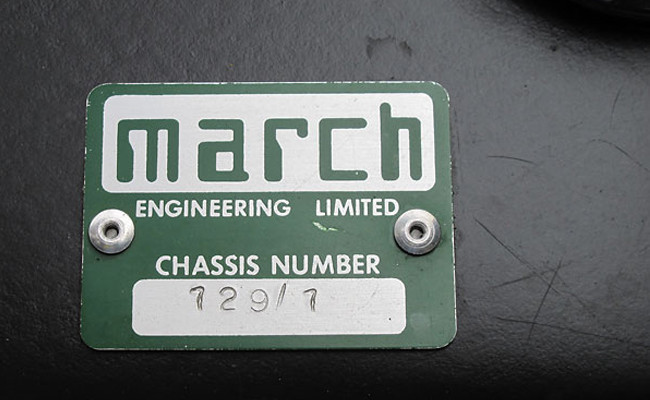 march
ENGINEERING LIMITED
CHASSIS NUMBER
729/7